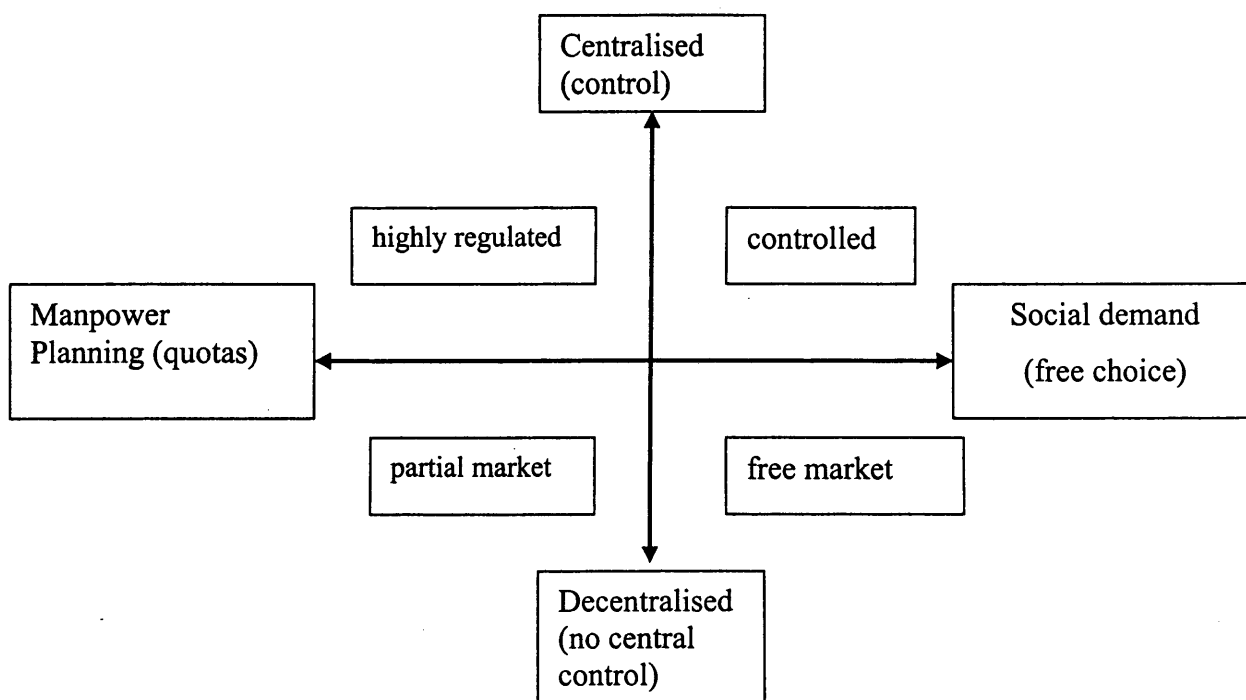 Centralised
(control)
highly regulated
controlled
Manpower
Planning (quotas)
Social demand
(free choice)
partial market
free market
Decentralised
(no central
control)